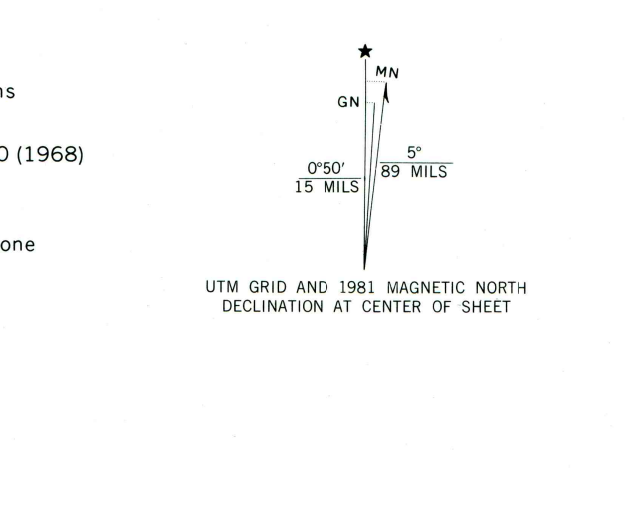 ns
0 (1968)
one
★
MN
GN
0°50′
15 MILS
5°
89 MILS
UTM GRID AND 1981 MAGNETIC NORTH
DECLINATION AT CENTER OF SHEET